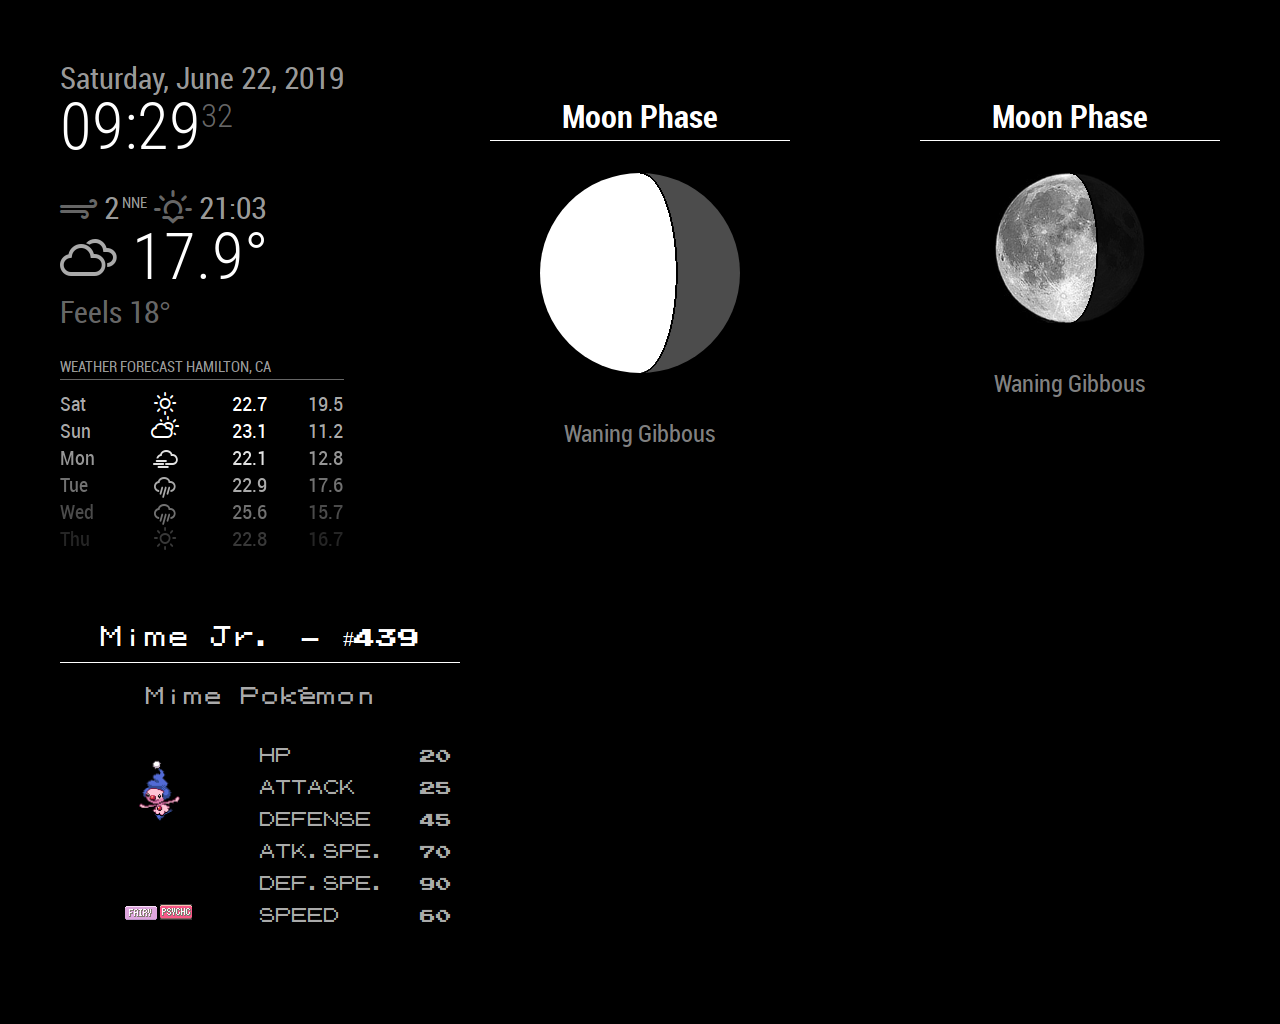 Saturday, June 22, 2019
09:29 32
2 NNE 21:03
17.9°
Feels 18°
WEATHER FORECAST HAMILTON, CA
Sat 22.7 19.5
Sun 23.1 11.2
Mon 22.1 12.8
Tue 22.9 17.6
Wed 25.6 15.7
Thu 22.8 16.7
Moon Phase
Waning Gibbous
Moon Phase
Waning Gibbous
Mime Jr. - #439
Mime Pokémon
HP 20
ATTACK 25
DEFENSE 45
ATK.SPE. 70
DEF.SPE. 90
SPEED 60
FAIRY PSYCHC